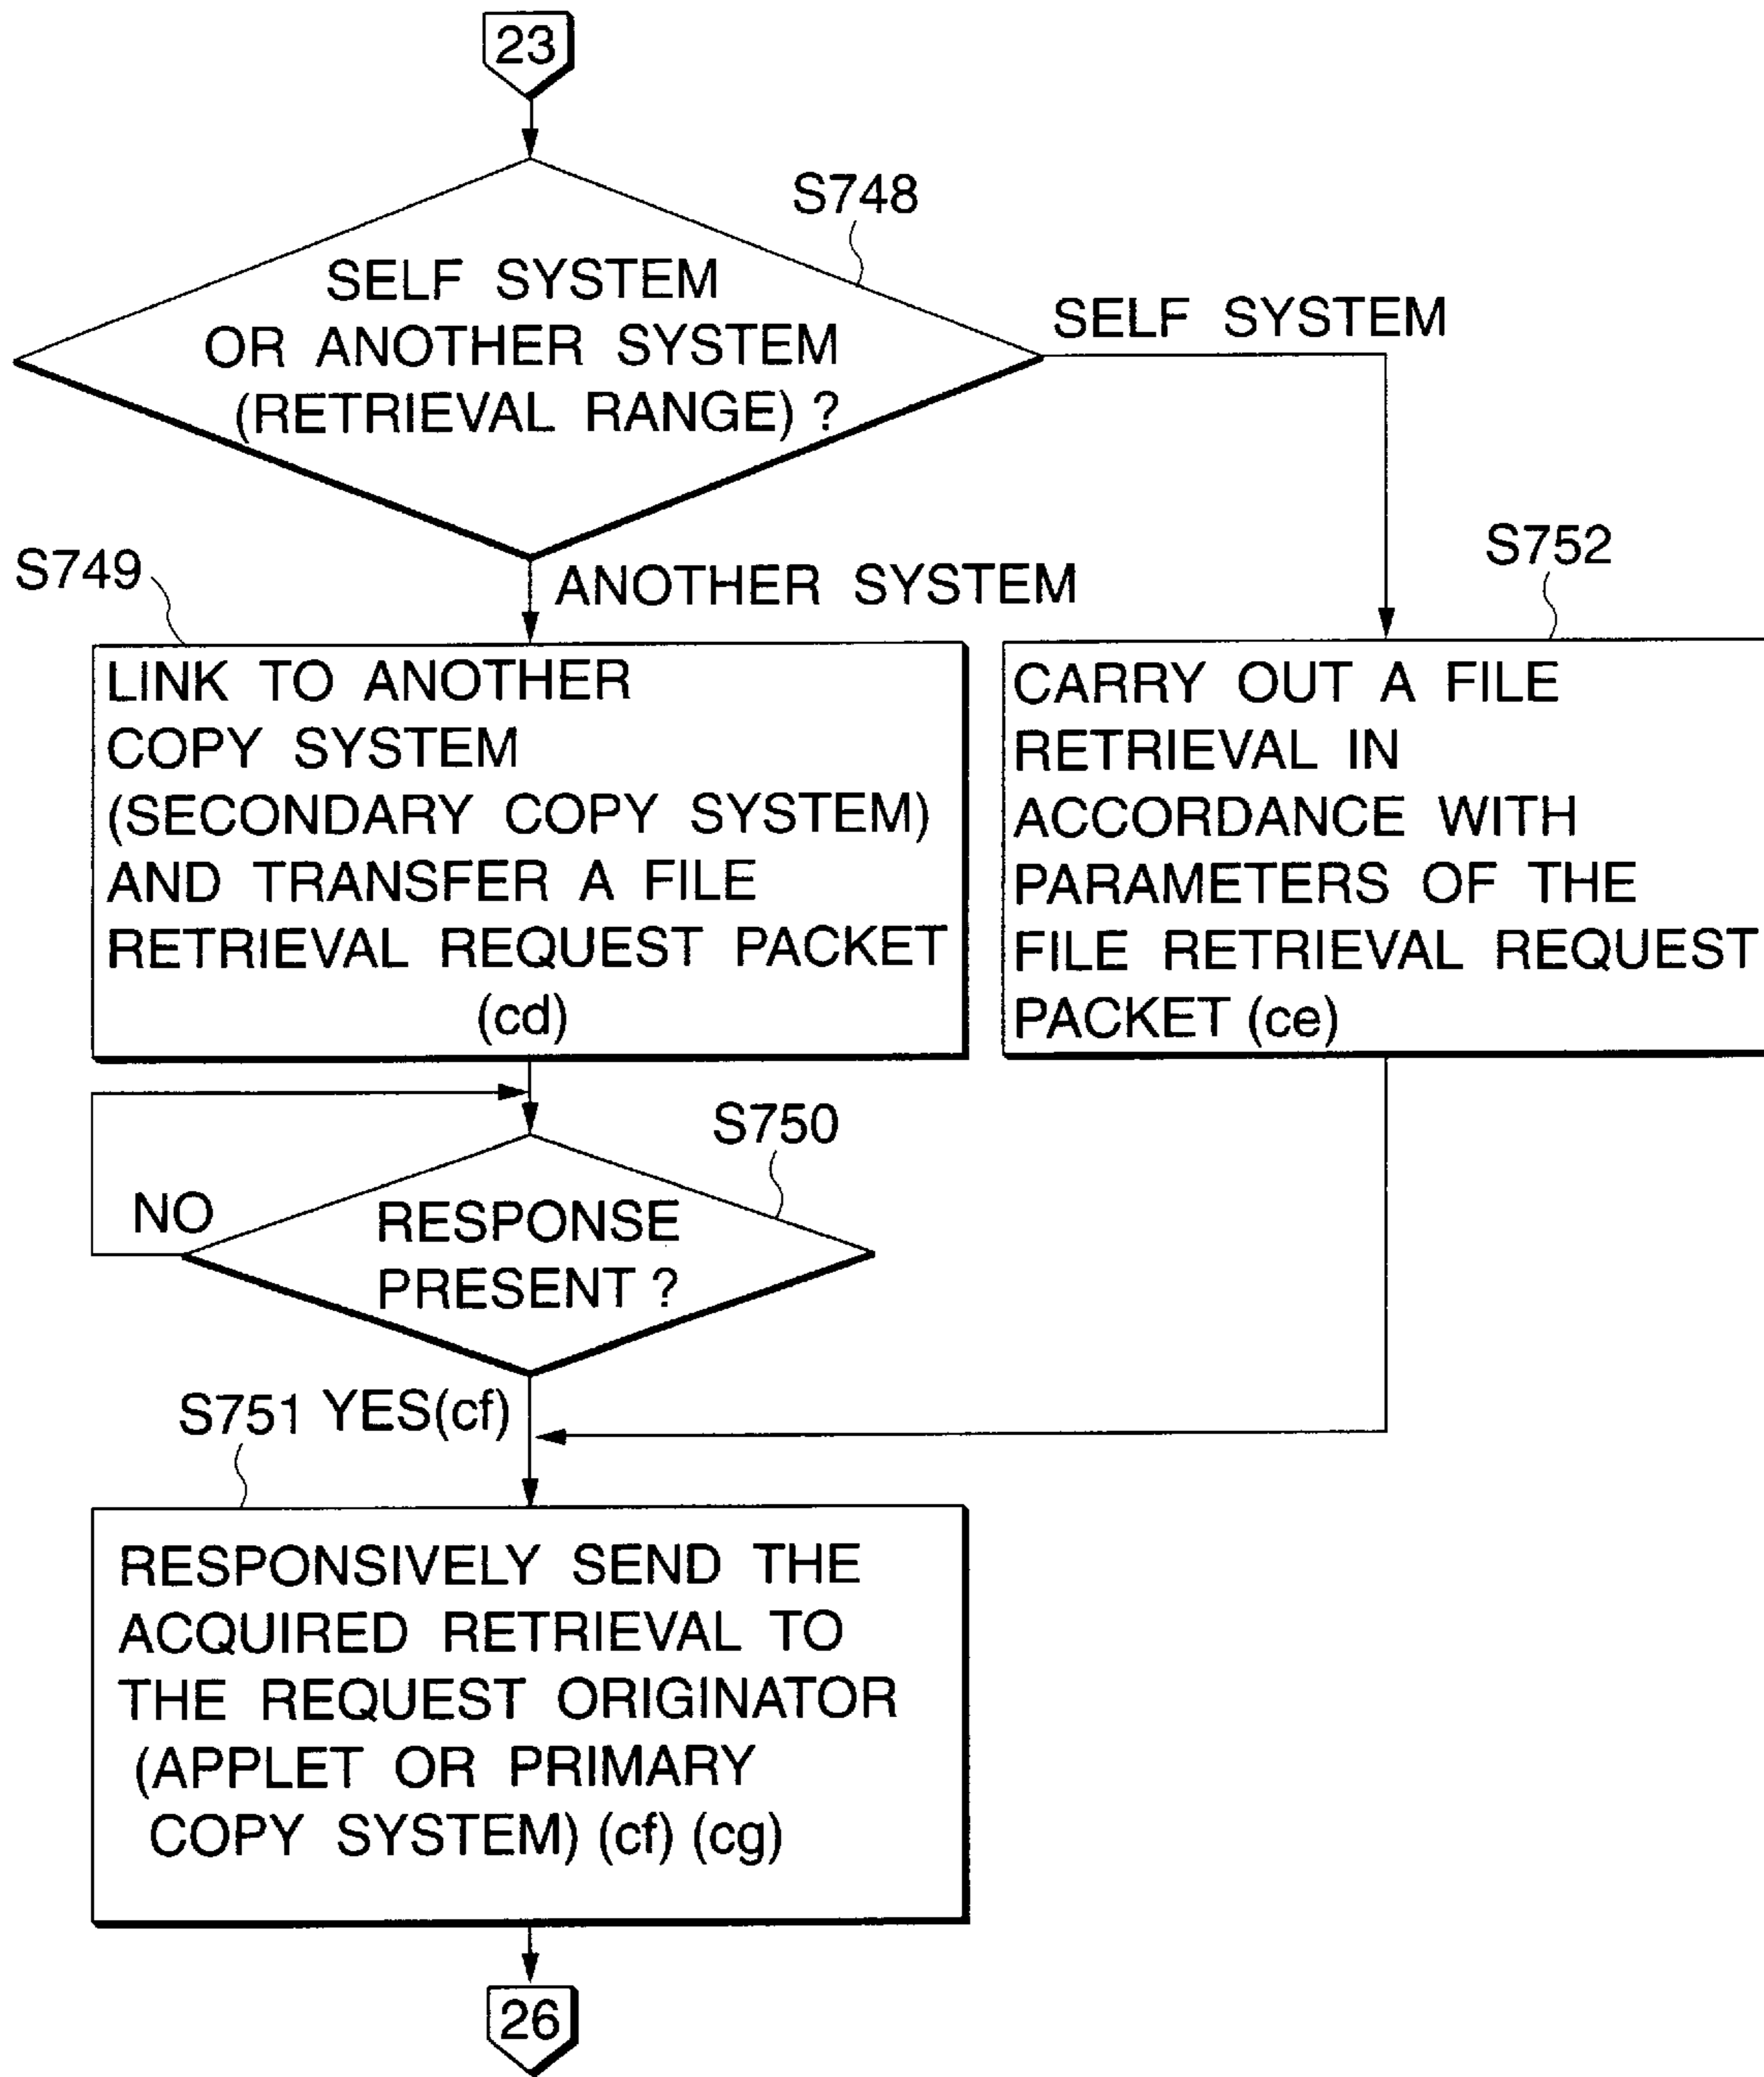 23
S748
SELF SYSTEM
OR ANOTHER SYSTEM
(RETRIEVAL RANGE) ?
SELF SYSTEM
S749
ANOTHER SYSTEM
S752
LINK TO ANOTHER
COPY SYSTEM
(SECONDARY COPY SYSTEM)
AND TRANSFER A FILE
RETRIEVAL REQUEST PACKET
(cd)
CARRY OUT A FILE
RETRIEVAL IN
ACCORDANCE WITH
PARAMETERS OF THE
FILE RETRIEVAL REQUEST
PACKET (ce)
S750
NO
RESPONSE
PRESENT ?
S751
YES(cf)
RESPONSIVELY SEND THE
ACQUIRED RETRIEVAL TO
THE REQUEST ORIGINATOR
(APPLET OR PRIMARY
COPY SYSTEM) (cf) (cg)
26